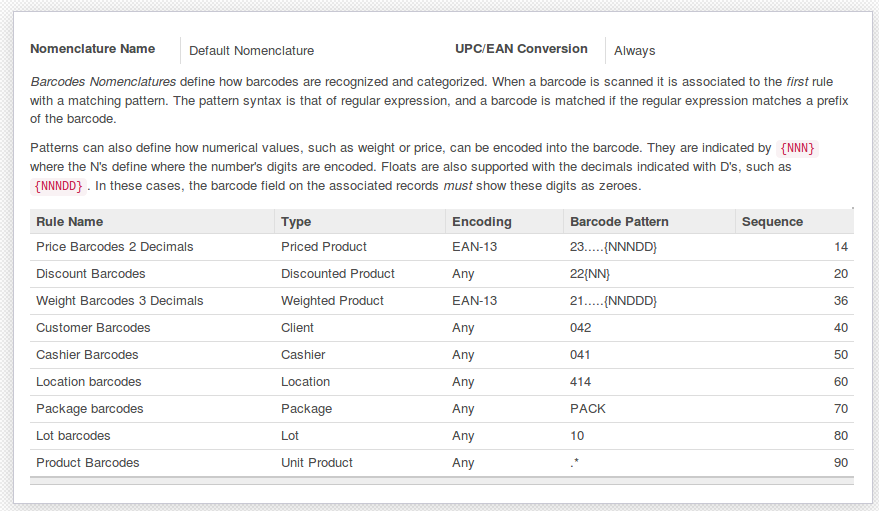 Nomenclature Name Default Nomenclature UPC/EAN Conversion Always
Barcodes Nomenclatures define how barcodes are recognized and categorized. When a barcode is scanned it is associated to the first rule
with a matching pattern. The pattern syntax is that of regular expression, and a barcode is matched if the regular expression matches a prefix
of the barcode.
Patterns can also define how numerical values, such as weight or price, can be encoded into the barcode. They are indicated by {NNN}
where the N's define where the number's digits are encoded. Floats are also supported with the decimals indicated with D's, such as
{NNNDD} . In these cases, the barcode field on the associated records must show these digits as zeroes.
Rule Name Type Encoding Barcode Pattern Sequence
Price Barcodes 2 Decimals Priced Product EAN-13 23.....{NNNDD} 14
Discount Barcodes Discounted Product Any 22{NN} 20
Weight Barcodes 3 Decimals Weighted Product EAN-13 21.....{NNDDD} 36
Customer Barcodes Client Any 042 40
Cashier Barcodes Cashier Any 041 50
Location barcodes Location Any 414 60
Package barcodes Package Any PACK 70
Lot barcodes Lot Any 10 80
Product Barcodes Unit Product Any .* 90